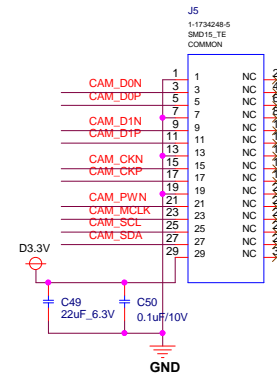 J5
1-1734248-5
SMD15_TE
COMMON
1 1 NC
CAM_D0N 3 3 NC
CAM_D0P 5 5 NC
7 7 NC
CAM_D1N 9 9 NC
CAM_D1P 11 11 NC
13 13 NC
CAM_CKN 15 15 NC
CAM_CKP 17 17 NC
19 19 NC
CAM_PWN 21 21 NC
CAM_MCLK 23 23 NC
CAM_SCL 25 25 NC
CAM_SDA 27 27 NC
29 29 NC
D3.3V
C49
22uF_6.3V
C50
0.1uF/10V
GND